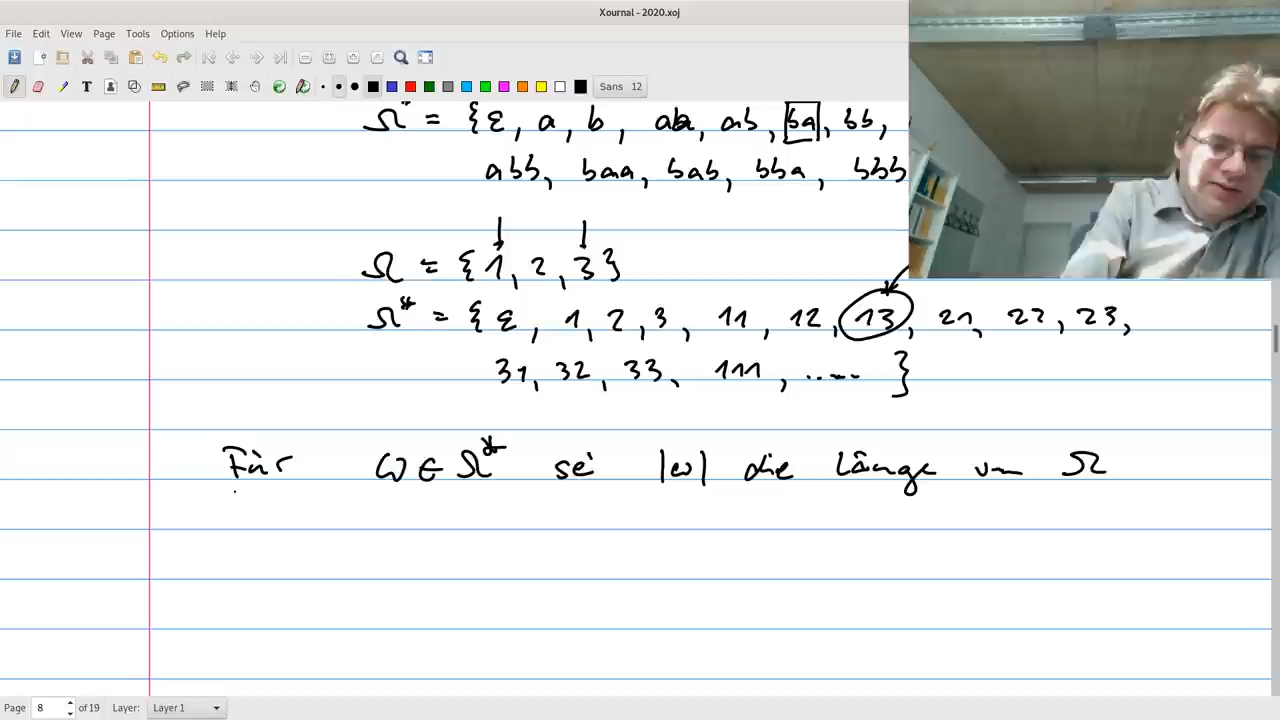 Xournal - 2020.xoj
File Edit View Page Tools Options Help
Sans 12
Ω* = {ε, a, b, aa, ab, ba, bb,
abb, baa, bab, bba, bbb
Ω = {1, 2, 3}
Ω* = {ε, 1, 2, 3, 11, 12, 13, 21, 22, 23,
31, 32, 33, 111, ..... }
Für ω ∈ Ω* sei |ω| die Länge von Ω
Page 8 of 19 Layer: Layer 1